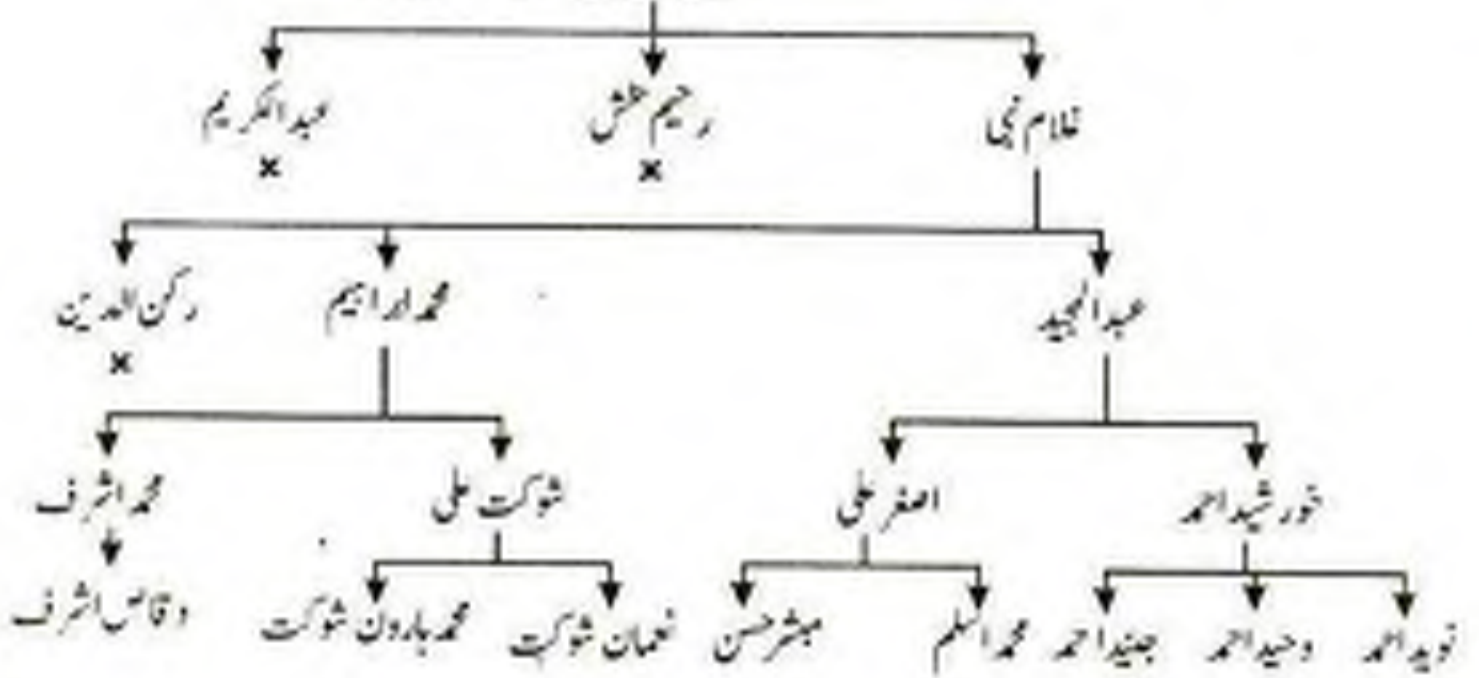 غلام نبی رحیم بخش عبدالکریم
× ×
عبدالمجید محمد ابراہیم رکن الدین
×
خورشید احمد اصغر علی شوکت علی محمد اشرف
نوید احمد وحید احمد جنید احمد محمد اسلم مبشر حسن نعمان شوکت محمد ہارون شوکت وقاص اشرف